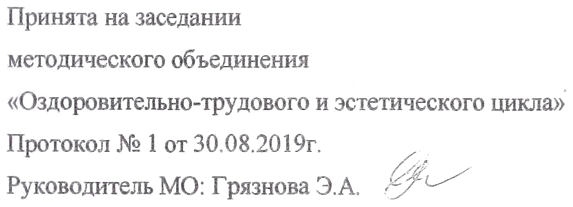 Принята на заседании
методического объединения
«Оздоровительно-трудового и эстетического цикла»
Протокол № 1 от 30.08.2019г.
Руководитель МО: Грязнова Э.А.